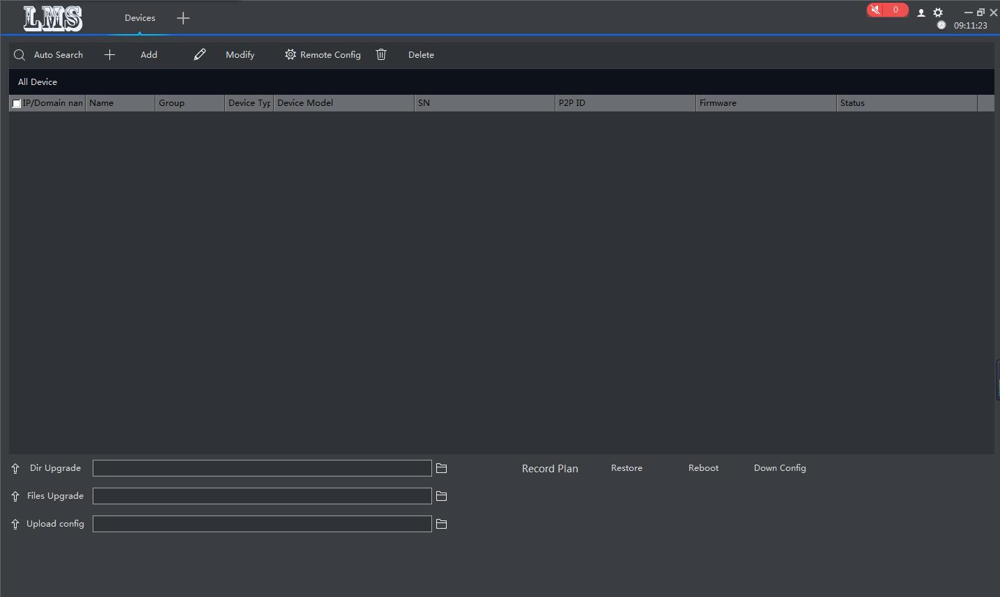 LMS Devices 0
09:11:23
Auto Search Add Modify Remote Config Delete
All Device
IP/Domain nan Name Group Device Typ Device Model SN P2P ID Firmware Status
Dir Upgrade Record Plan Restore Reboot Down Config
Files Upgrade
Upload config